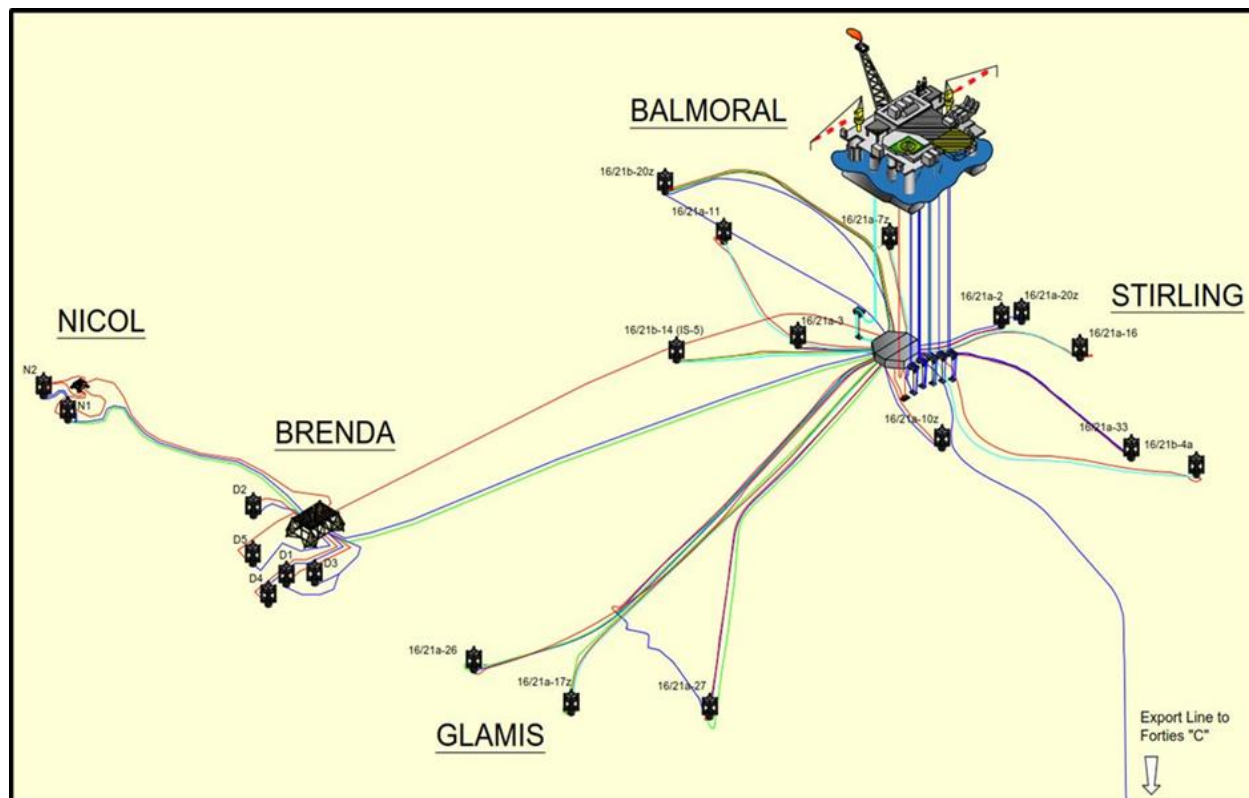 BALMORAL
16/21b-20z
16/21a-11
16/21a-7z
16/21a-2
16/21a-20z
STIRLING
16/21a-3
16/21b-14 (IS-5)
16/21a-16
NICOL
N2
N1
BRENDA
16/21a-10z
16/21a-33
16/21b-4a
D2
D5
D1
D3
D4
16/21a-26
16/21a-17z
16/21a-27
GLAMIS
Export Line to
Forties "C"